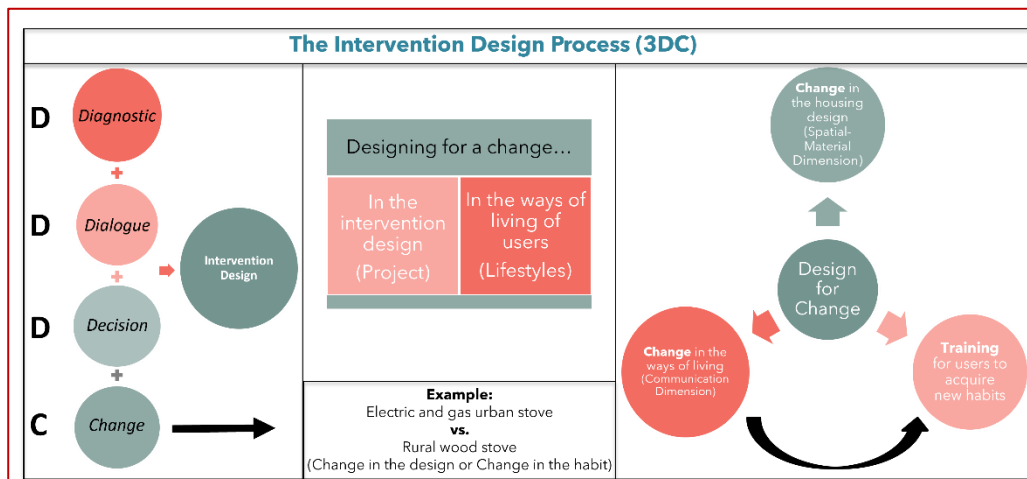 The Intervention Design Process (3DC)
D
Diagnostic
+
D
Dialogue
+
D
Decision
+
C
Change
Intervention
Design
Designing for a change…
In the
intervention
design
(Project)
In the ways of
living of
users
(Lifestyles)
Example:
Electric and gas urban stove
vs.
Rural wood stove
(Change in the design or Change in the habit)
Change in
the housing
design
(Spatial-
Material
Dimension)
Design
for
Change
Change in the
ways of living
(Communication
Dimension)
Training
for users to
acquire
new habits